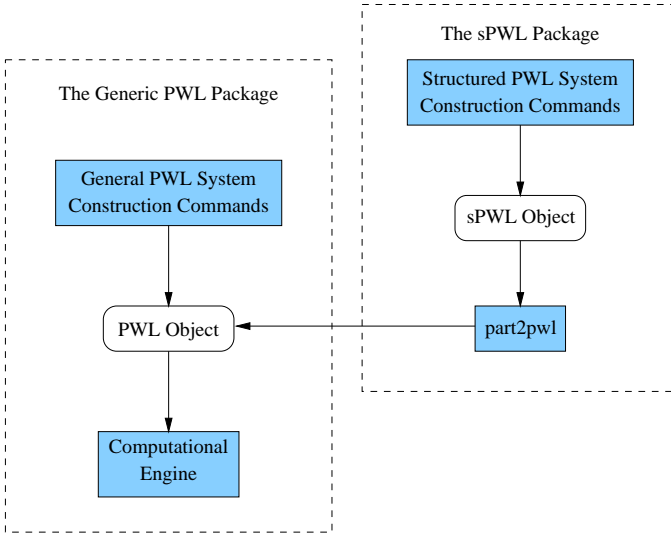 The Generic PWL Package
General PWL System
Construction Commands
PWL Object
Computational
Engine
The sPWL Package
Structured PWL System
Construction Commands
sPWL Object
part2pwl